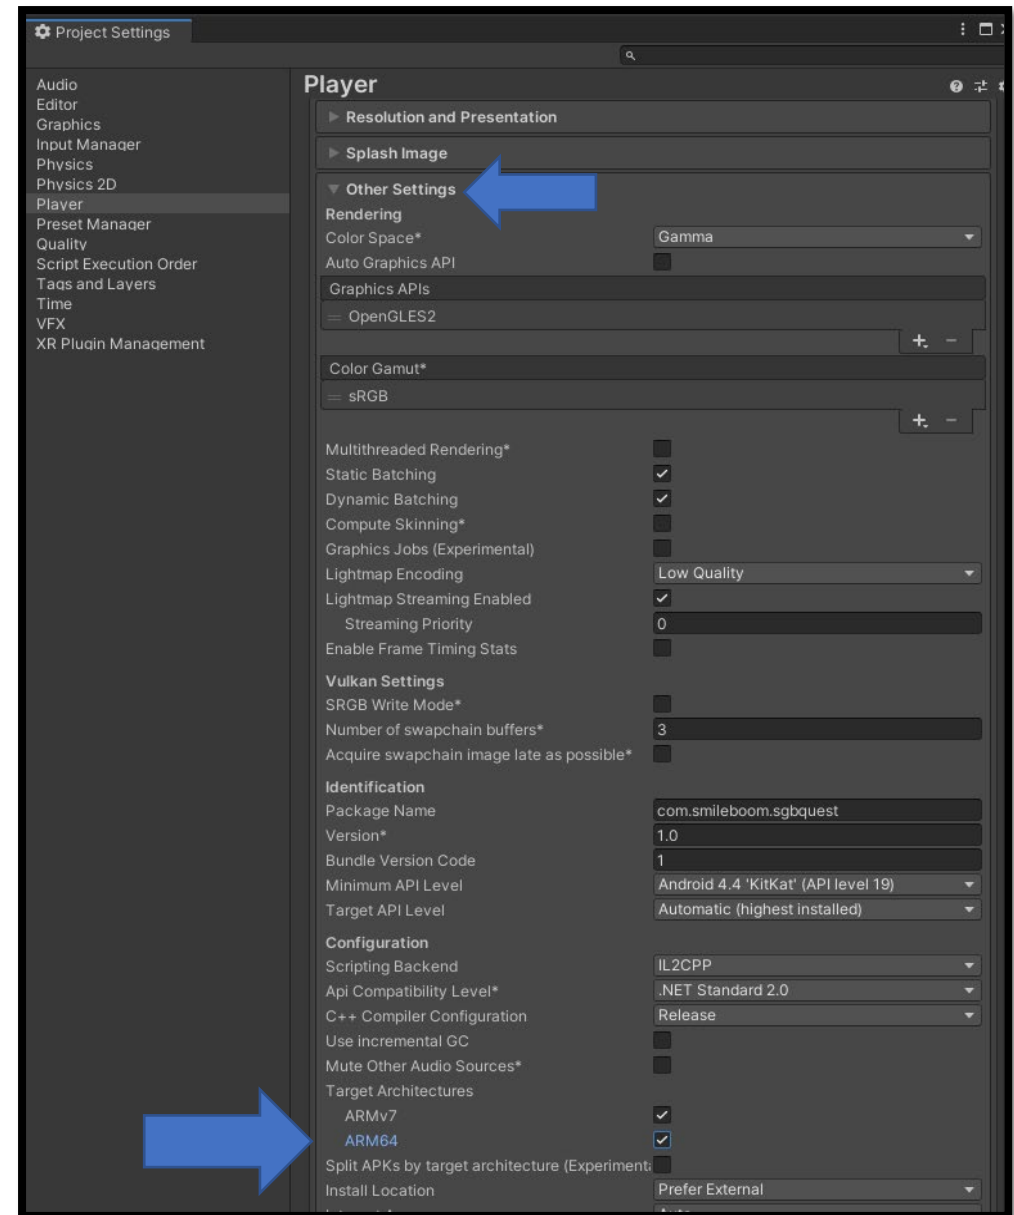 Project Settings
Audio
Editor
Graphics
Input Manager
Physics
Physics 2D
Player
Preset Manager
Quality
Script Execution Order
Tags and Layers
Time
VFX
XR Plugin Management
Player
Resolution and Presentation
Splash Image
Other Settings
Rendering
Color Space* Gamma
Auto Graphics API
Graphics APIs
OpenGLES2
Color Gamut*
sRGB
Multithreaded Rendering*
Static Batching
Dynamic Batching
Compute Skinning*
Graphics Jobs (Experimental)
Lightmap Encoding Low Quality
Lightmap Streaming Enabled
Streaming Priority 0
Enable Frame Timing Stats
Vulkan Settings
SRGB Write Mode*
Number of swapchain buffers* 3
Acquire swapchain image late as possible*
Identification
Package Name com.smileboom.sgbquest
Version* 1.0
Bundle Version Code 1
Minimum API Level Android 4.4 'KitKat' (API level 19)
Target API Level Automatic (highest installed)
Configuration
Scripting Backend IL2CPP
Api Compatibility Level* .NET Standard 2.0
C++ Compiler Configuration Release
Use incremental GC
Mute Other Audio Sources*
Target Architectures
ARMv7
ARM64
Split APKs by target architecture (Experiment
Install Location Prefer External